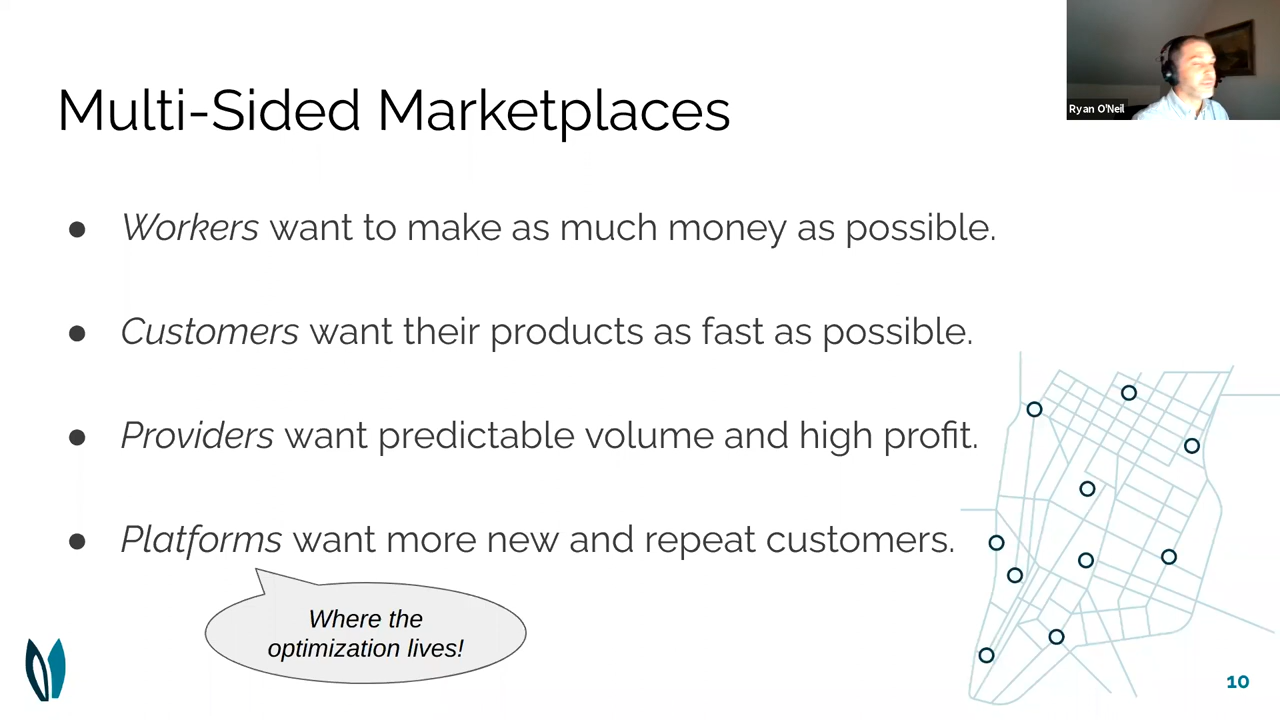 Ryan O'Neil
Multi-Sided Marketplaces
● Workers want to make as much money as possible.
● Customers want their products as fast as possible.
● Providers want predictable volume and high profit.
● Platforms want more new and repeat customers.
Where the
optimization lives!
10